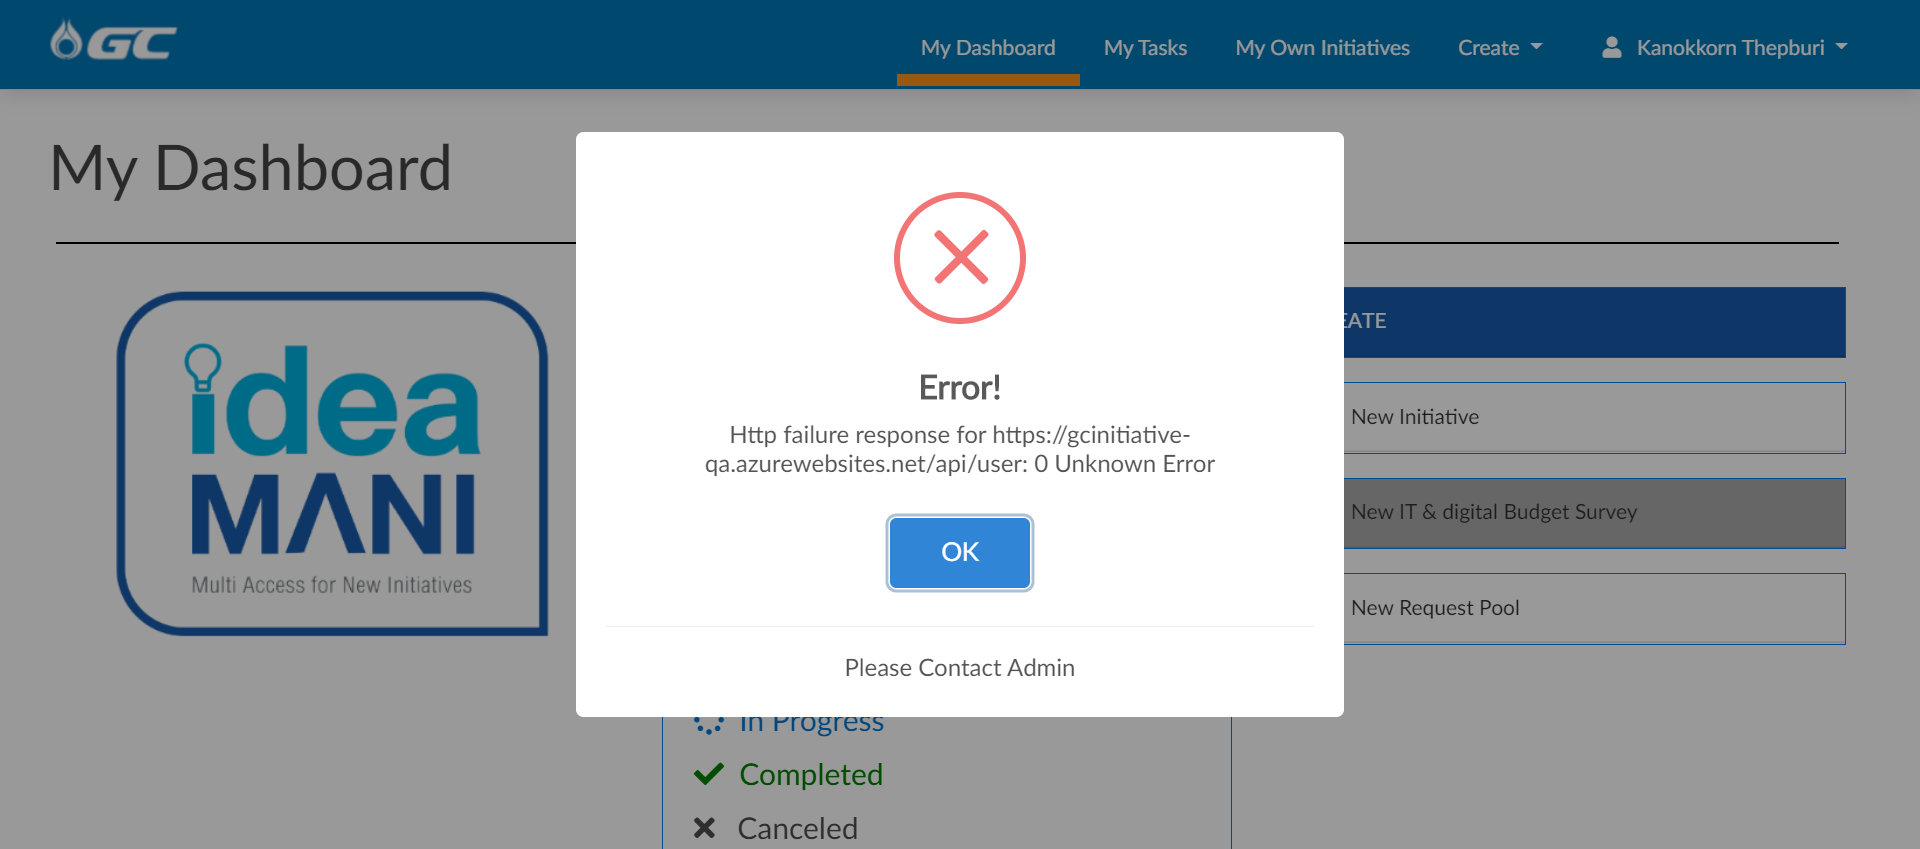 GC
My Dashboard
My Tasks
My Own Initiatives
Create
Kanokkorn Thepburi
My Dashboard
idea
MANI
Multi Access for New Initiatives
Error!
Http failure response for https://gcinitiative-
qa.azurewebsites.net/api/user: 0 Unknown Error
OK
Please Contact Admin
EATE
New Initiative
New IT & digital Budget Survey
New Request Pool
In Progress
Completed
Canceled